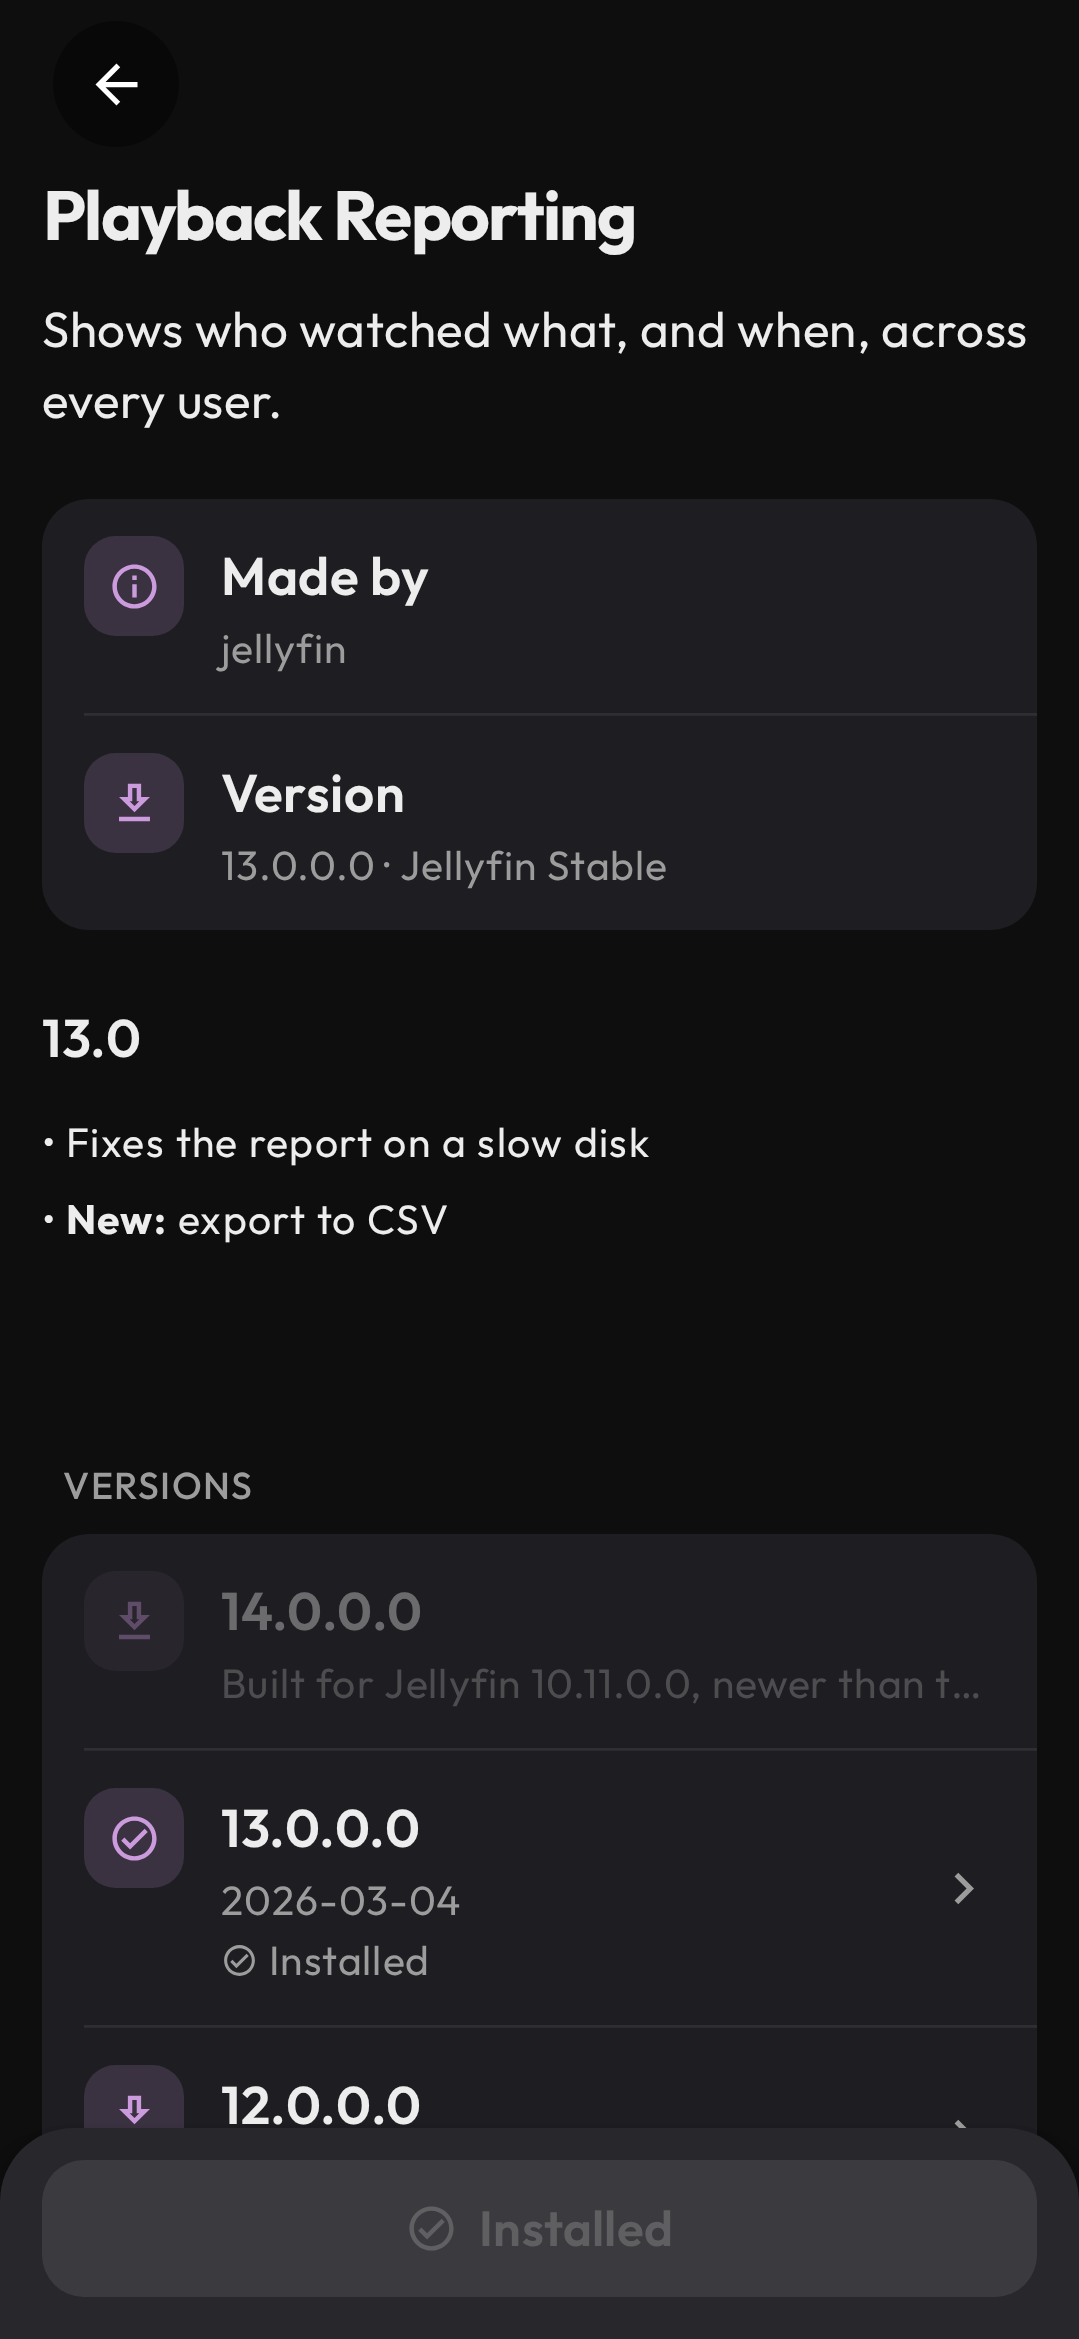 Playback Reporting
Shows who watched what, and when, across
every user.
Made by
jellyfin
Version
13.0.0.0 · Jellyfin Stable
13.0
• Fixes the report on a slow disk
• New: export to CSV
VERSIONS
14.0.0.0
Built for Jellyfin 10.11.0.0, newer than t…
13.0.0.0
2026-03-04
Installed
12.0.0.0
Installed